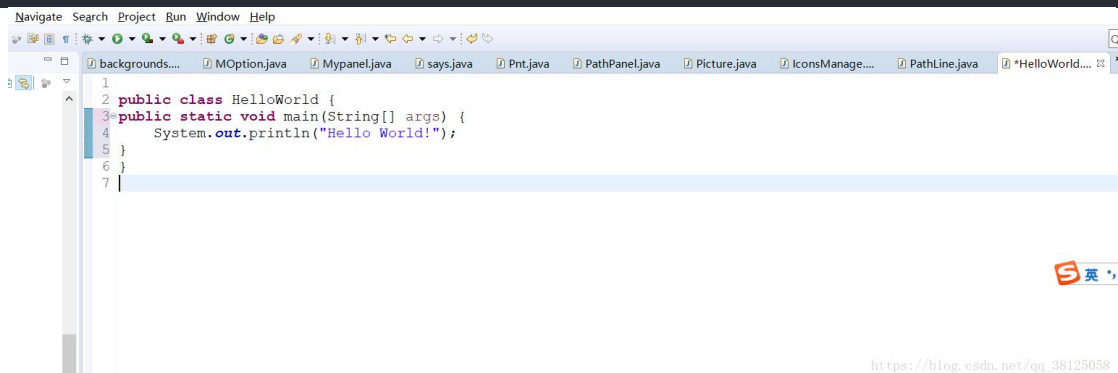 Navigate Search Project Run Window Help
backgrounds.... MOption.java Mypanel.java says.java Pnt.java PathPanel.java Picture.java IconsManage.... PathLine.java *HelloWorld....
1
2 public class HelloWorld {
3 public static void main(String[] args) {
4 System.out.println("Hello World!");
5 }
6 }
7
英
https://blog.csdn.net/qq_38125058